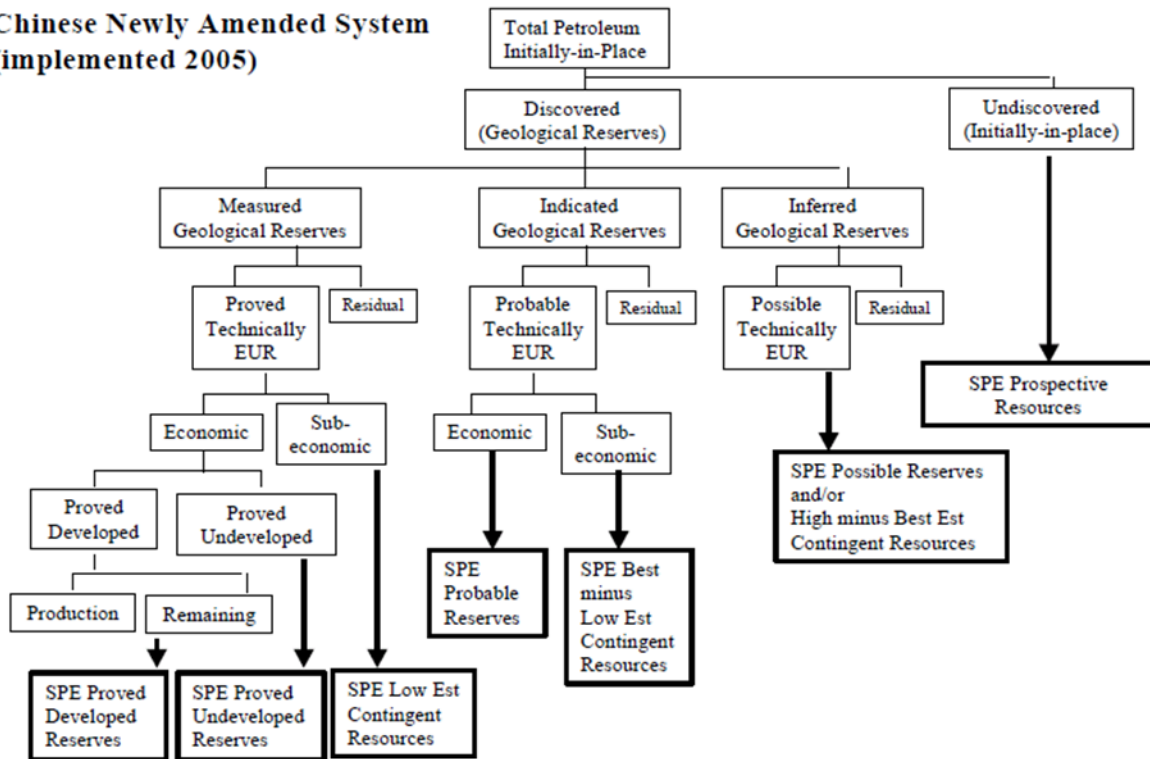 Chinese Newly Amended System
(implemented 2005)
Total Petroleum
Initially-in-Place
Discovered
(Geological Reserves)
Undiscovered
(Initially-in-place)
Measured
Geological Reserves
Indicated
Geological Reserves
Inferred
Geological Reserves
Proved
Technically
EUR
Residual
Probable
Technically
EUR
Residual
Possible
Technically
EUR
Residual
SPE Prospective
Resources
Economic
Sub-
economic
Economic
Sub-
economic
SPE Possible Reserves
and/or
High minus Best Est
Contingent Resources
Proved
Developed
Proved
Undeveloped
SPE
Probable
Reserves
SPE Best
minus
Low Est
Contingent
Resources
Production
Remaining
SPE Proved
Developed
Reserves
SPE Proved
Undeveloped
Reserves
SPE Low Est
Contingent
Resources